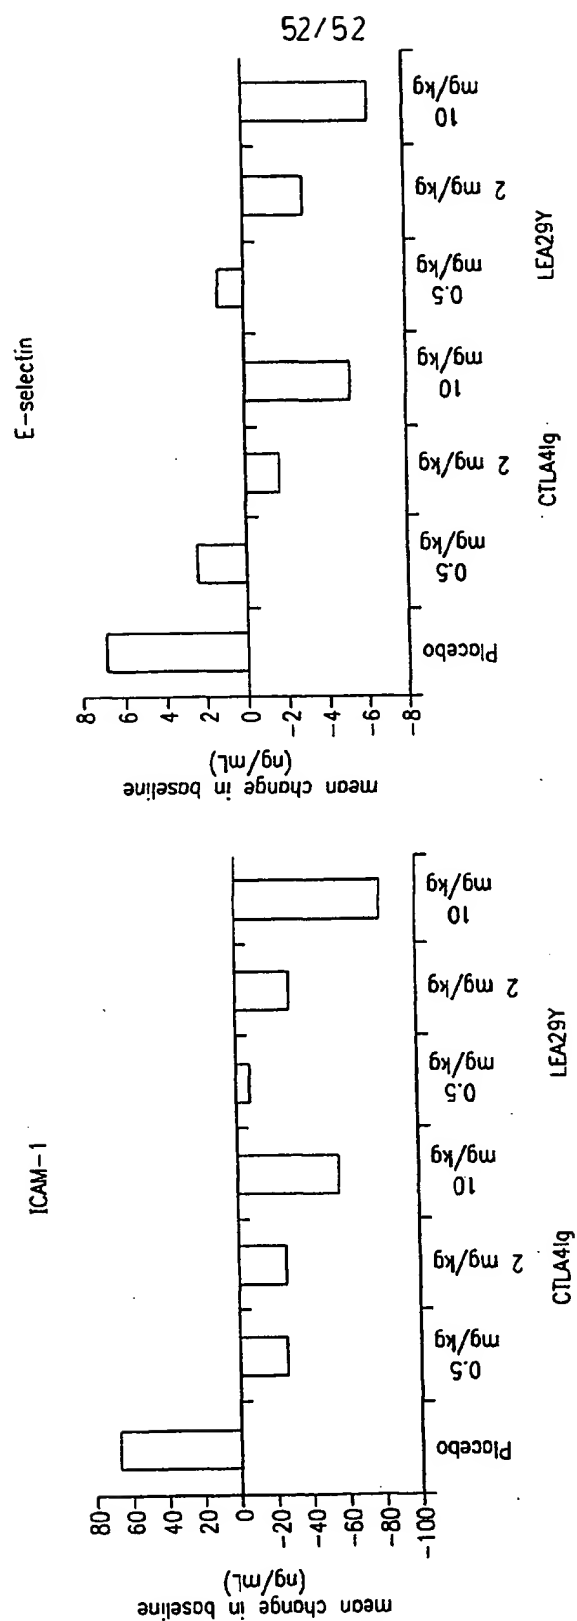 52/52
E-selectin
mean change in baseline
(ng/mL)
8
6
4
2
0
-2
-4
-6
-8
Placebo
0.5
mg/kg
2 mg/kg
10
mg/kg
0.5
mg/kg
2 mg/kg
10
mg/kg
CTLA4Ig
LEA29Y
ICAM-1
mean change in baseline
(ng/mL)
80
60
40
20
0
-20
-40
-60
-80
-100
Placebo
0.5
mg/kg
2 mg/kg
10
mg/kg
0.5
mg/kg
2 mg/kg
10
mg/kg
CTLA4Ig
LEA29Y